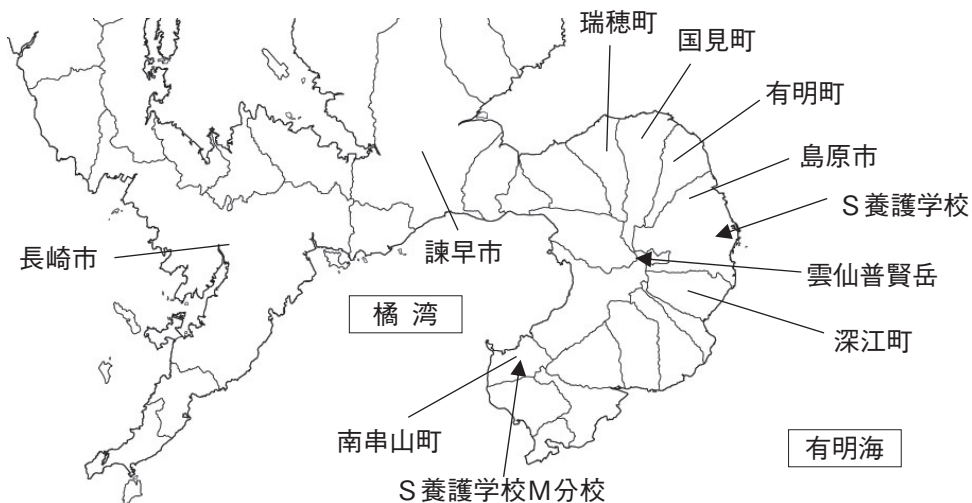 瑞穂町
国見町
有明町
島原市
S養護学校
長崎市
諫早市
雲仙普賢岳
橘 湾
深江町
南串山町
有明海
S養護学校M分校